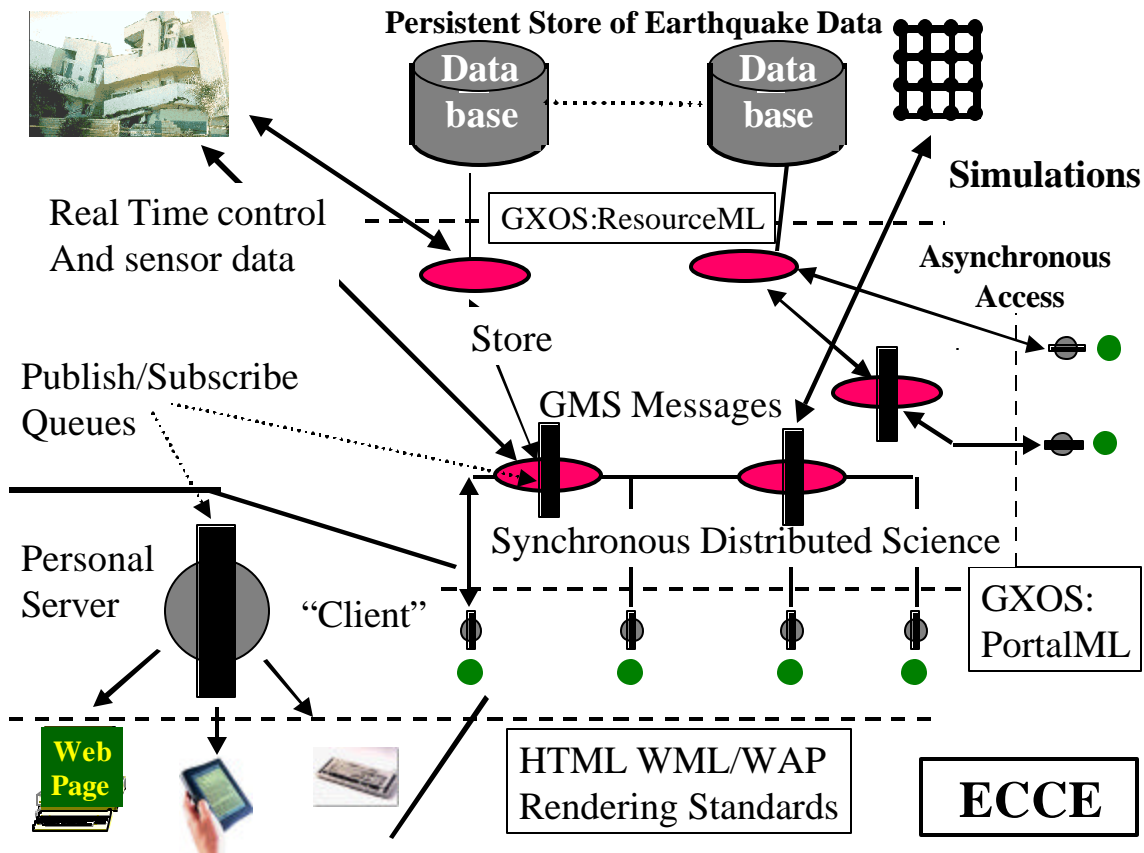 Persistent Store of Earthquake Data
Data
base
Data
base
Simulations
Real Time control
And sensor data
GXOS:ResourceML
Asynchronous
Access
Store
Publish/Subscribe
Queues
GMS Messages
Synchronous Distributed Science
Personal
Server
“Client”
GXOS:
PortalML
Web
Page
HTML WML/WAP
Rendering Standards
ECCE